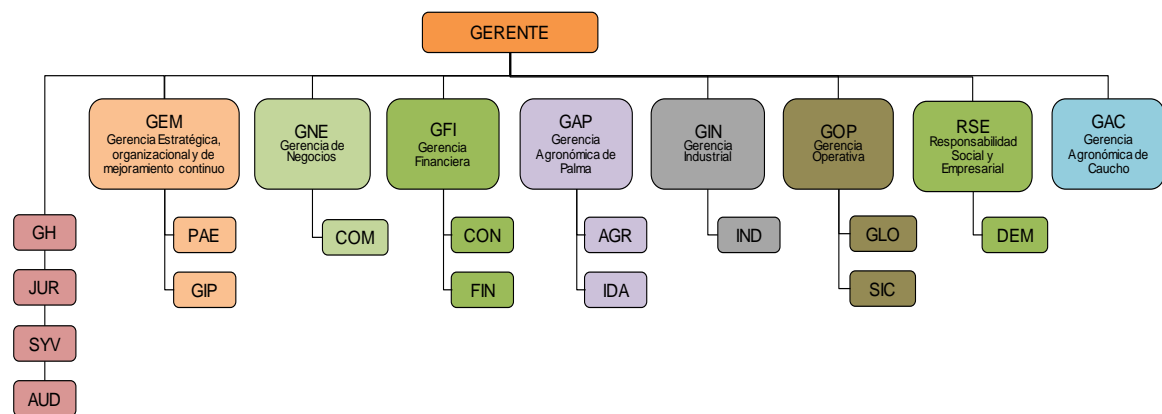 GERENTE
GEM
Gerencia Estratégica,
organizacional y de
mejoramiento continuo
GNE
Gerencia de
Negocios
GFI
Gerencia
Financiera
GAP
Gerencia
Agronómica de
Palma
GIN
Gerencia
Industrial
GOP
Gerencia
Operativa
RSE
Responsabilidad
Social y
Empresarial
GAC
Gerencia
Agronómica de
Caucho
GH
PAE
COM
CON
AGR
IND
GLO
DEM
JUR
GIP
FIN
IDA
SIC
SYV
AUD